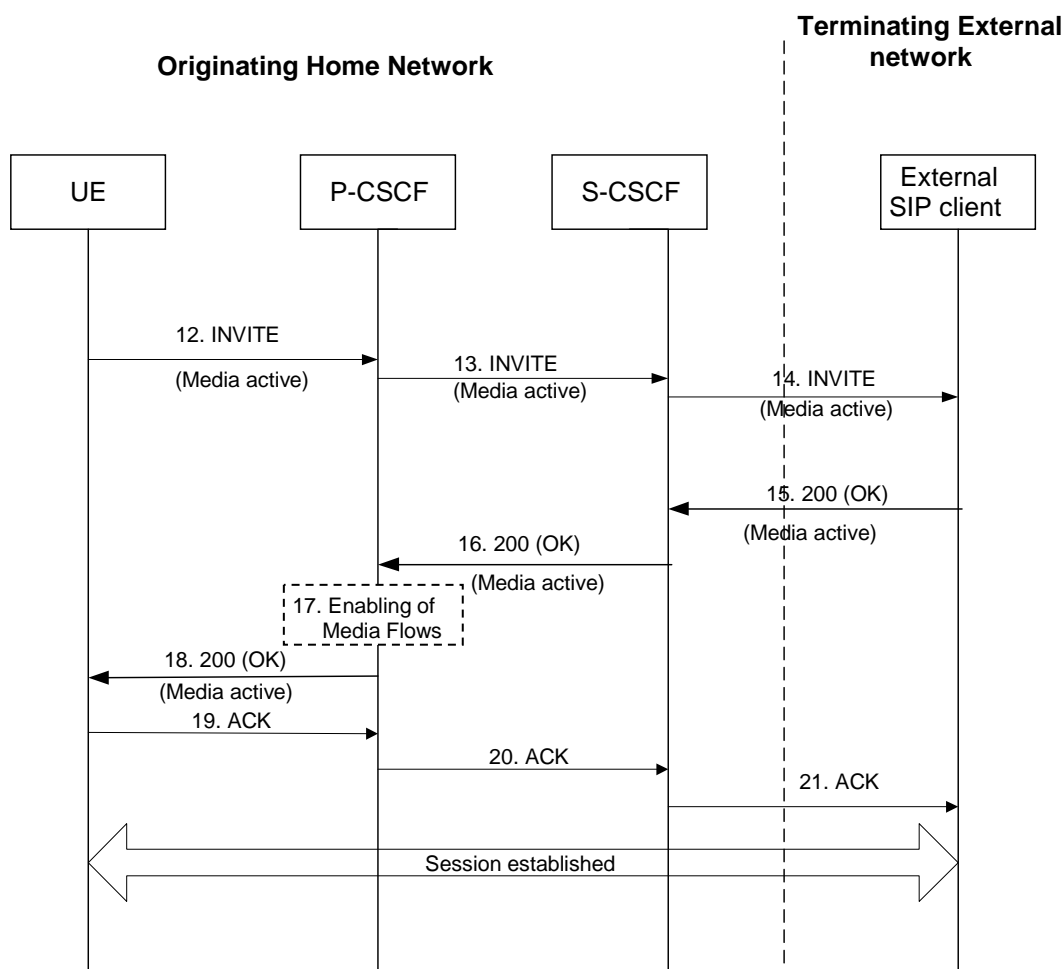 Terminating External
network
Originating Home Network
UE
P-CSCF
S-CSCF
External
SIP client
12. INVITE
(Media active)
13. INVITE
(Media active)
14. INVITE
(Media active)
15. 200 (OK)
(Media active)
16. 200 (OK)
(Media active)
17. Enabling of
Media Flows
18. 200 (OK)
(Media active)
19. ACK
20. ACK
21. ACK
Session established